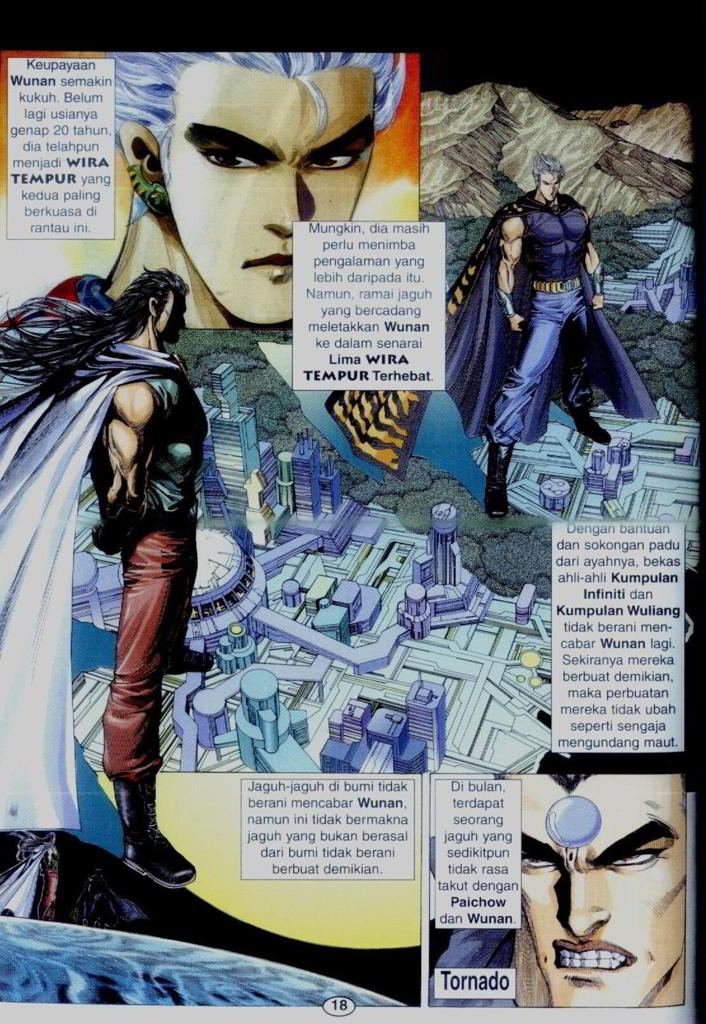 Keupayaan
Wunan semakin
kukuh. Belum
lagi usianya
genap 20 tahun,
dia telahpun
menjadi WIRA
TEMPUR yang
kedua paling
berkuasa di
rantau ini.
Mungkin, dia masih
perlu menimba
pengalaman yang
lebih daripada itu.
Namun, ramai jaguh
yang bercadang
meletakkan Wunan
ke dalam senarai
Lima WIRA
TEMPUR Terhebat.
Dengan bantuan
dan sokongan padu
dari ayahnya, bekas
ahli-ahli Kumpulan
Infiniti dan
Kumpulan Wuliang
tidak berani men-
cabar Wunan lagi.
Sekiranya mereka
berbuat demikian,
maka perbuatan
mereka tidak ubah
seperti sengaja
mengundang maut.
Jaguh-jaguh di bumi tidak
berani mencabar Wunan,
namun ini tidak bermakna
jaguh yang bukan berasal
dari bumi tidak berani
berbuat demikian.
Di bulan,
terdapat
seorang
jaguh yang
sedikitpun
tidak rasa
takut dengan
Paichow
dan Wunan.
Tornado
18